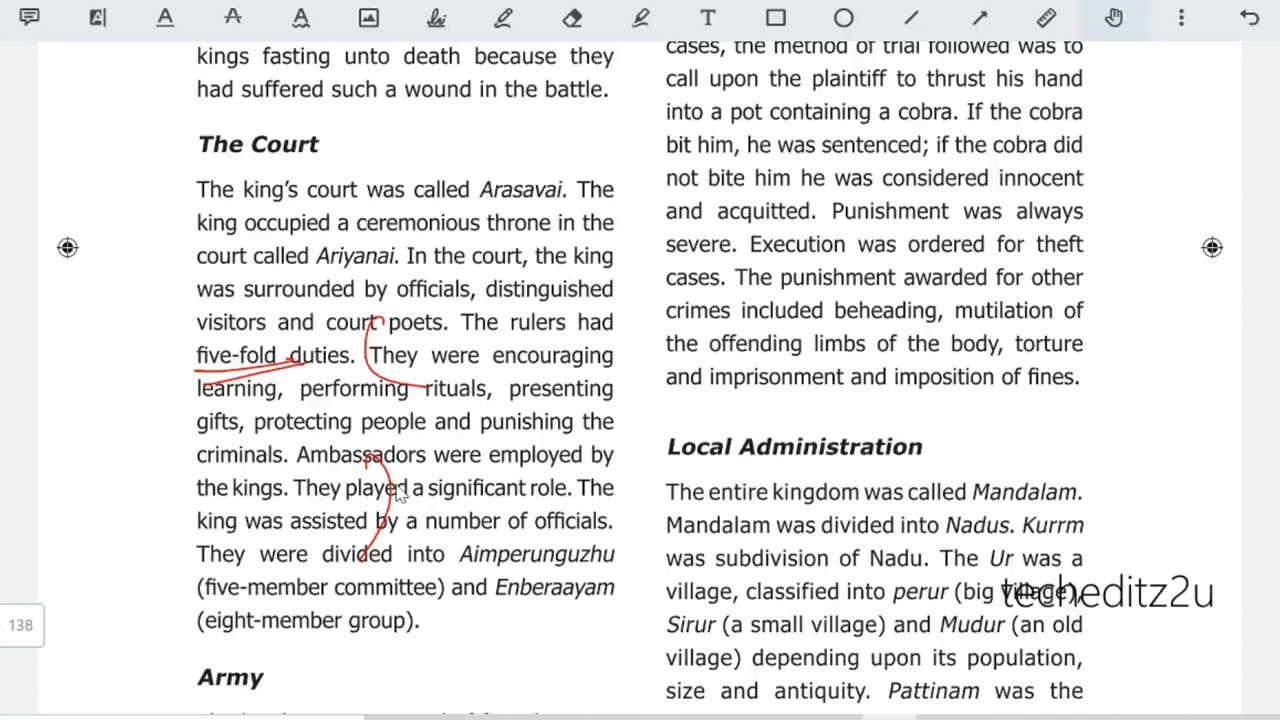 kings fasting unto death because they
had suffered such a wound in the battle.
The Court
The king's court was called Arasavai. The
king occupied a ceremonious throne in the
court called Ariyanai. In the court, the king
was surrounded by officials, distinguished
visitors and court poets. The rulers had
five-fold duties. They were encouraging
learning, performing rituals, presenting
gifts, protecting people and punishing the
criminals. Ambassadors were employed by
the kings. They played a significant role. The
king was assisted by a number of officials.
They were divided into Aimperunguzhu
(five-member committee) and Enberaayam
(eight-member group).
Army
cases, the method of trial followed was to
call upon the plaintiff to thrust his hand
into a pot containing a cobra. If the cobra
bit him, he was sentenced; if the cobra did
not bite him he was considered innocent
and acquitted. Punishment was always
severe. Execution was ordered for theft
cases. The punishment awarded for other
crimes included beheading, mutilation of
the offending limbs of the body, torture
and imprisonment and imposition of fines.
Local Administration
The entire kingdom was called Mandalam.
Mandalam was divided into Nadus. Kurrm
was subdivision of Nadu. The Ur was a
village, classified into perur (big village),
Sirur (a small village) and Mudur (an old
village) depending upon its population,
size and antiquity. Pattinam was the
techeditz2u
138